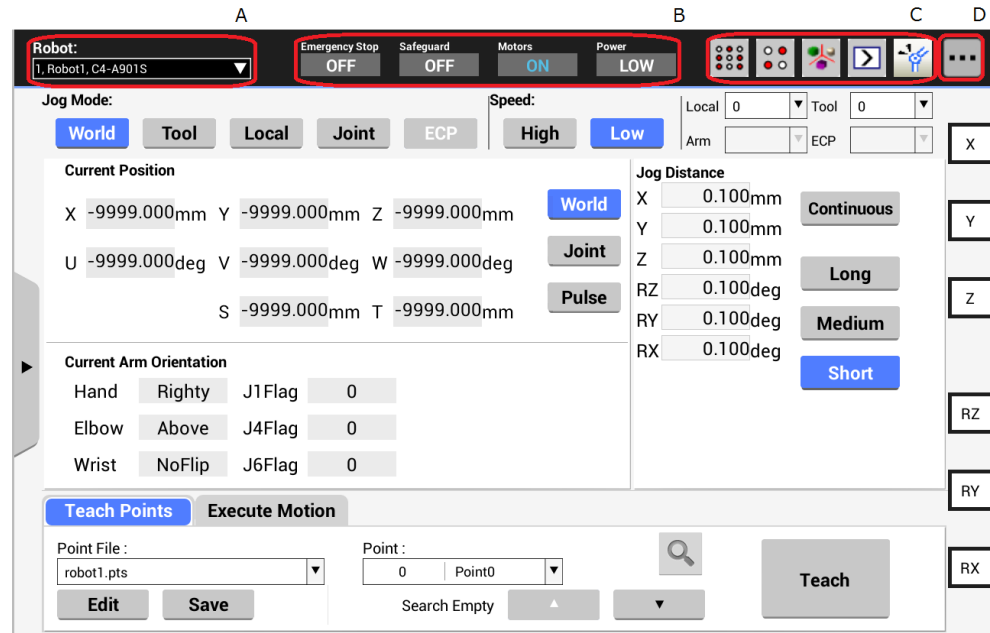 A B C D
Robot: Emergency Stop Safeguard Motors Power
1, Robot1, C4-A901S OFF OFF ON LOW
Jog Mode: Speed: Local 0 Tool 0
World Tool Local Joint ECP High Low Arm ECP
X
Current Position Jog Distance
X -9999.000mm Y -9999.000mm Z -9999.000mm World X 0.100mm Continuous
Y 0.100mm Y
U -9999.000deg V -9999.000deg W -9999.000deg Joint Z 0.100mm Long
S -9999.000mm T -9999.000mm Pulse RZ 0.100deg Z
RY 0.100deg Medium
RX 0.100deg
Current Arm Orientation Short
Hand Righty J1Flag 0
Elbow Above J4Flag 0 RZ
Wrist NoFlip J6Flag 0
RY
Teach Points Execute Motion
Point File : Point :
robot1.pts 0 Point0 RX
Edit Save Search Empty Teach